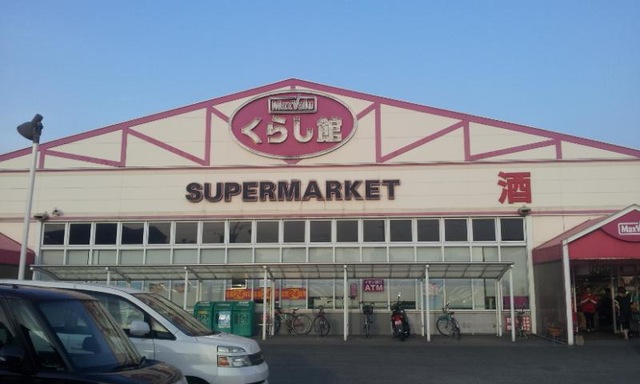 MaxValu
くらし館
SUPERMARKET
酒
MaxValu
ATM